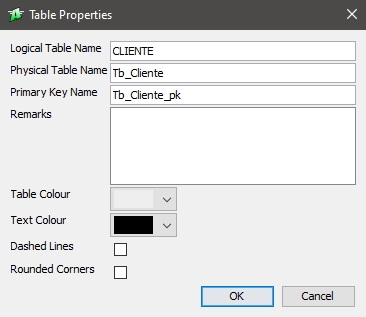 Table Properties
Logical Table Name CLIENTE
Physical Table Name Tb_Cliente
Primary Key Name Tb_Cliente_pk
Remarks
Table Colour
Text Colour
Dashed Lines
Rounded Corners
OK Cancel